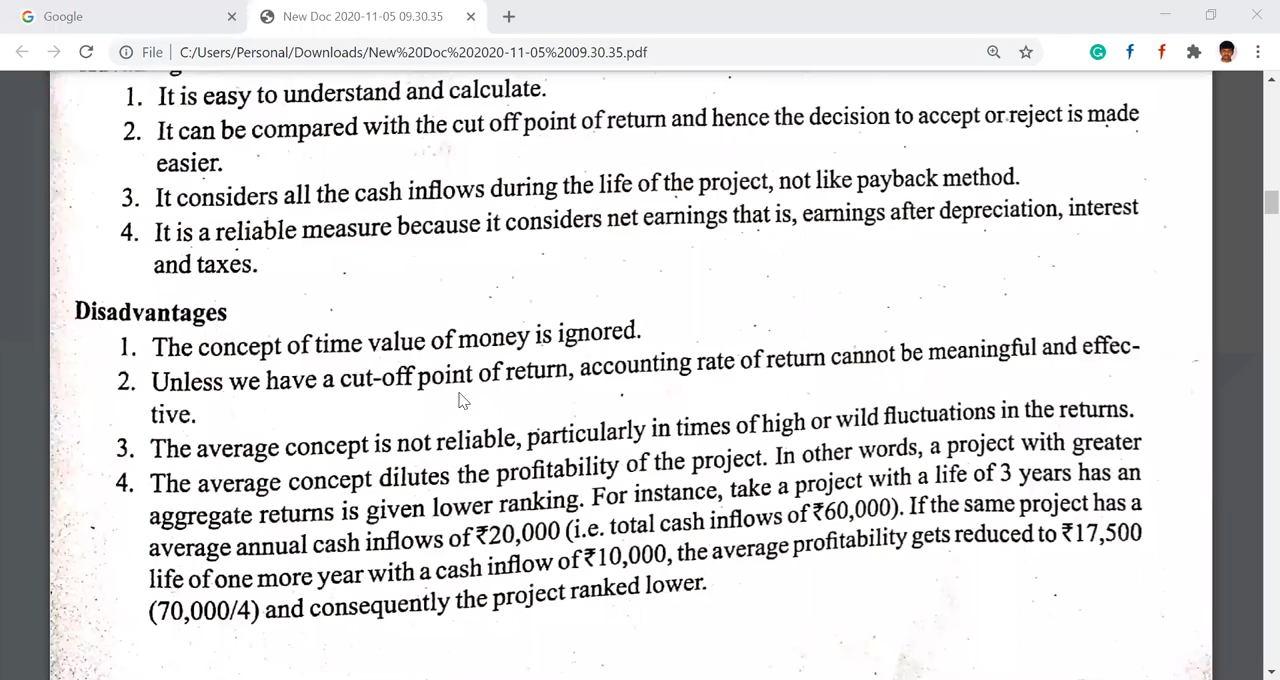 Google
New Doc 2020-11-05 09.30.35
File
C:/Users/Personal/Downloads/New%20Doc%202020-11-05%2009.30.35.pdf
1. It is easy to understand and calculate.
2. It can be compared with the cut off point of return and hence the decision to accept or reject is made
easier.
3. It considers all the cash inflows during the life of the project, not like payback method.
4. It is a reliable measure because it considers net earnings that is, earnings after depreciation, interest
and taxes.
Disadvantages
1. The concept of time value of money is ignored.
2. Unless we have a cut-off point of return, accounting rate of return cannot be meaningful and effec-
tive.
3. The average concept is not reliable, particularly in times of high or wild fluctuations in the returns.
4. The average concept dilutes the profitability of the project. In other words, a project with greater
aggregate returns is given lower ranking. For instance, take a project with a life of 3 years has an
average annual cash inflows of ₹20,000 (i.e. total cash inflows of ₹60,000). If the same project has a
life of one more year with a cash inflow of ₹10,000, the average profitability gets reduced to ₹17,500
(70,000/4) and consequently the project ranked lower.